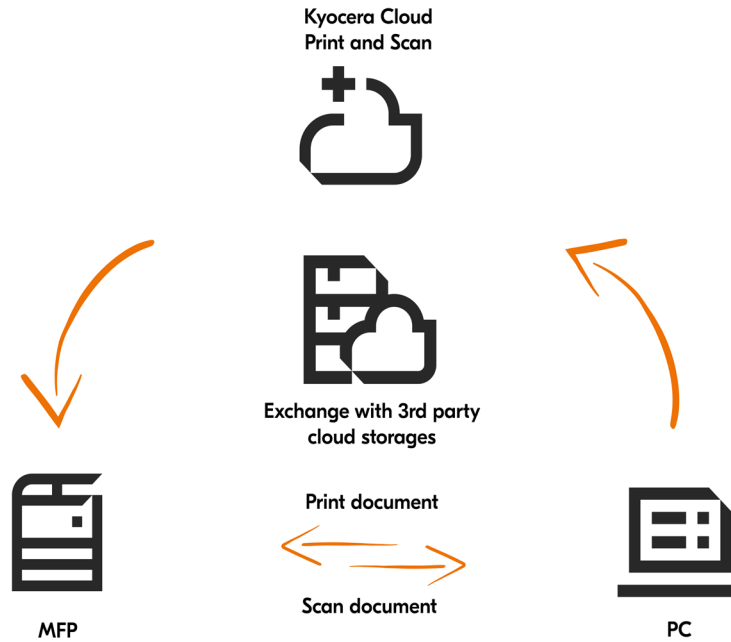 Kyocera Cloud
Print and Scan
Exchange with 3rd party
cloud storages
Print document
Scan document
MFP
PC